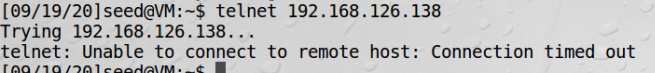 [09/19/20]seed@VM:~$ telnet 192.168.126.138
Trying 192.168.126.138...
telnet: Unable to connect to remote host: Connection timed out
[09/19/20]seed@VM:~$